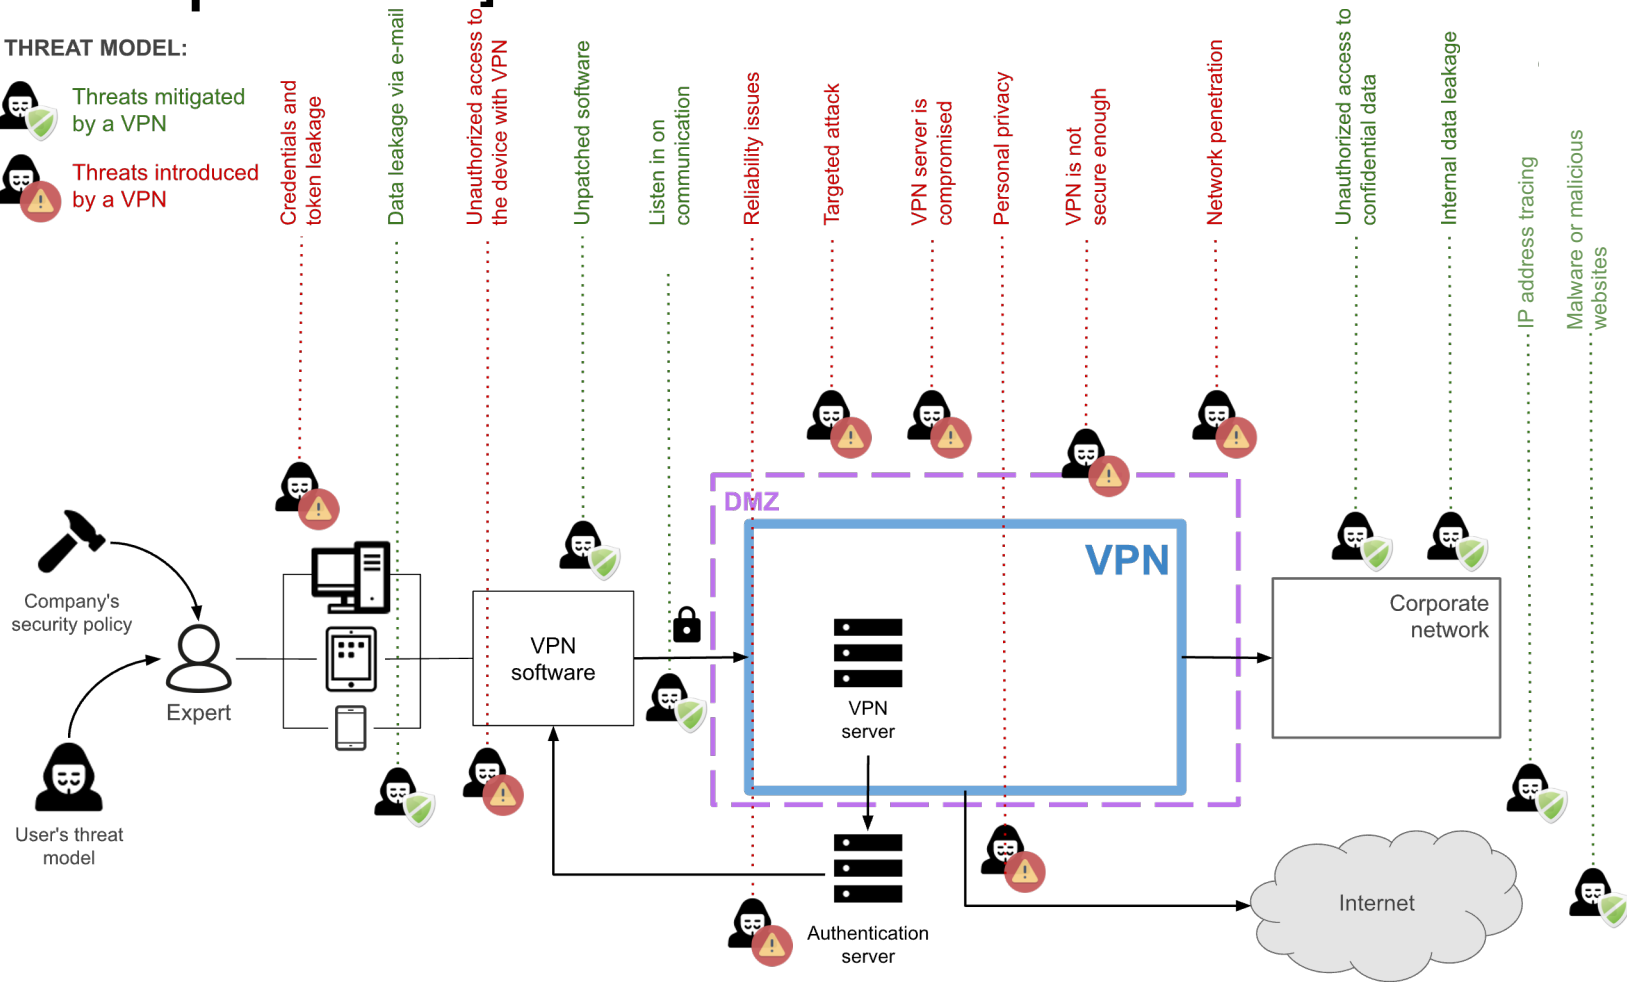 THREAT MODEL:
Threats mitigated
by a VPN
Threats introduced
by a VPN
Credentials and
token leakage
Data leakage via e-mail
Unauthorized access to
the device with VPN
Unpatched software
Listen in on
communication
Reliability issues
Targeted attack
VPN server is
compromised
Personal privacy
VPN is not
secure enough
Network penetration
Unauthorized access to
confidential data
Internal data leakage
IP address tracing
Malware or malicious
websites
DMZ
VPN
Company's
security policy
Expert
User's threat
model
VPN
software
VPN
server
Authentication
server
Corporate
network
Internet